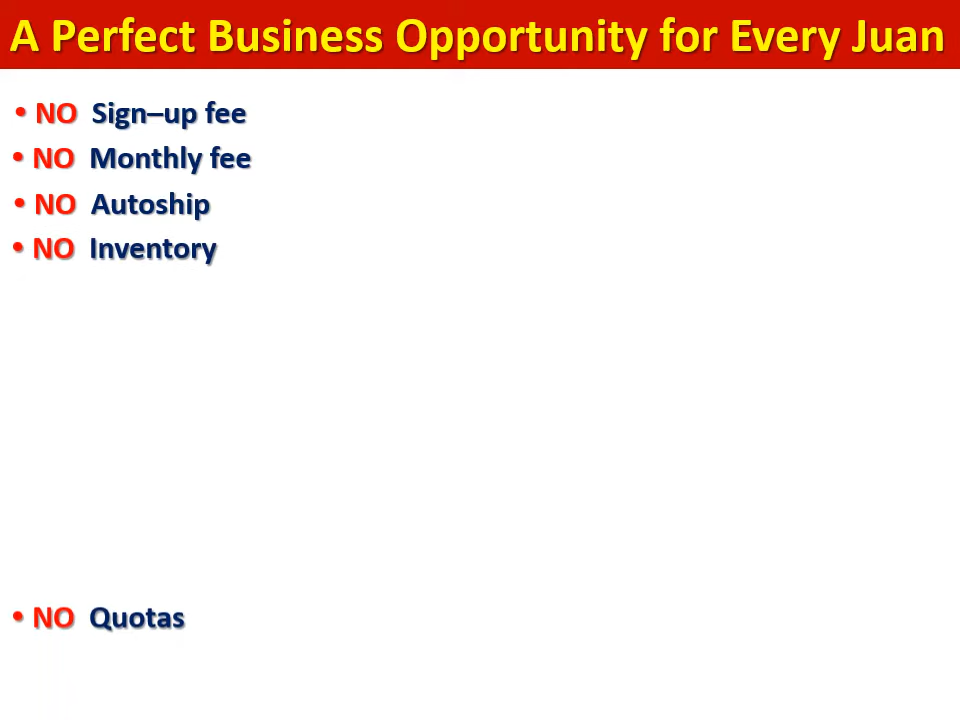 A Perfect Business Opportunity for Every Juan
• NO Sign–up fee
• NO Monthly fee
• NO Autoship
• NO Inventory
• NO Quotas